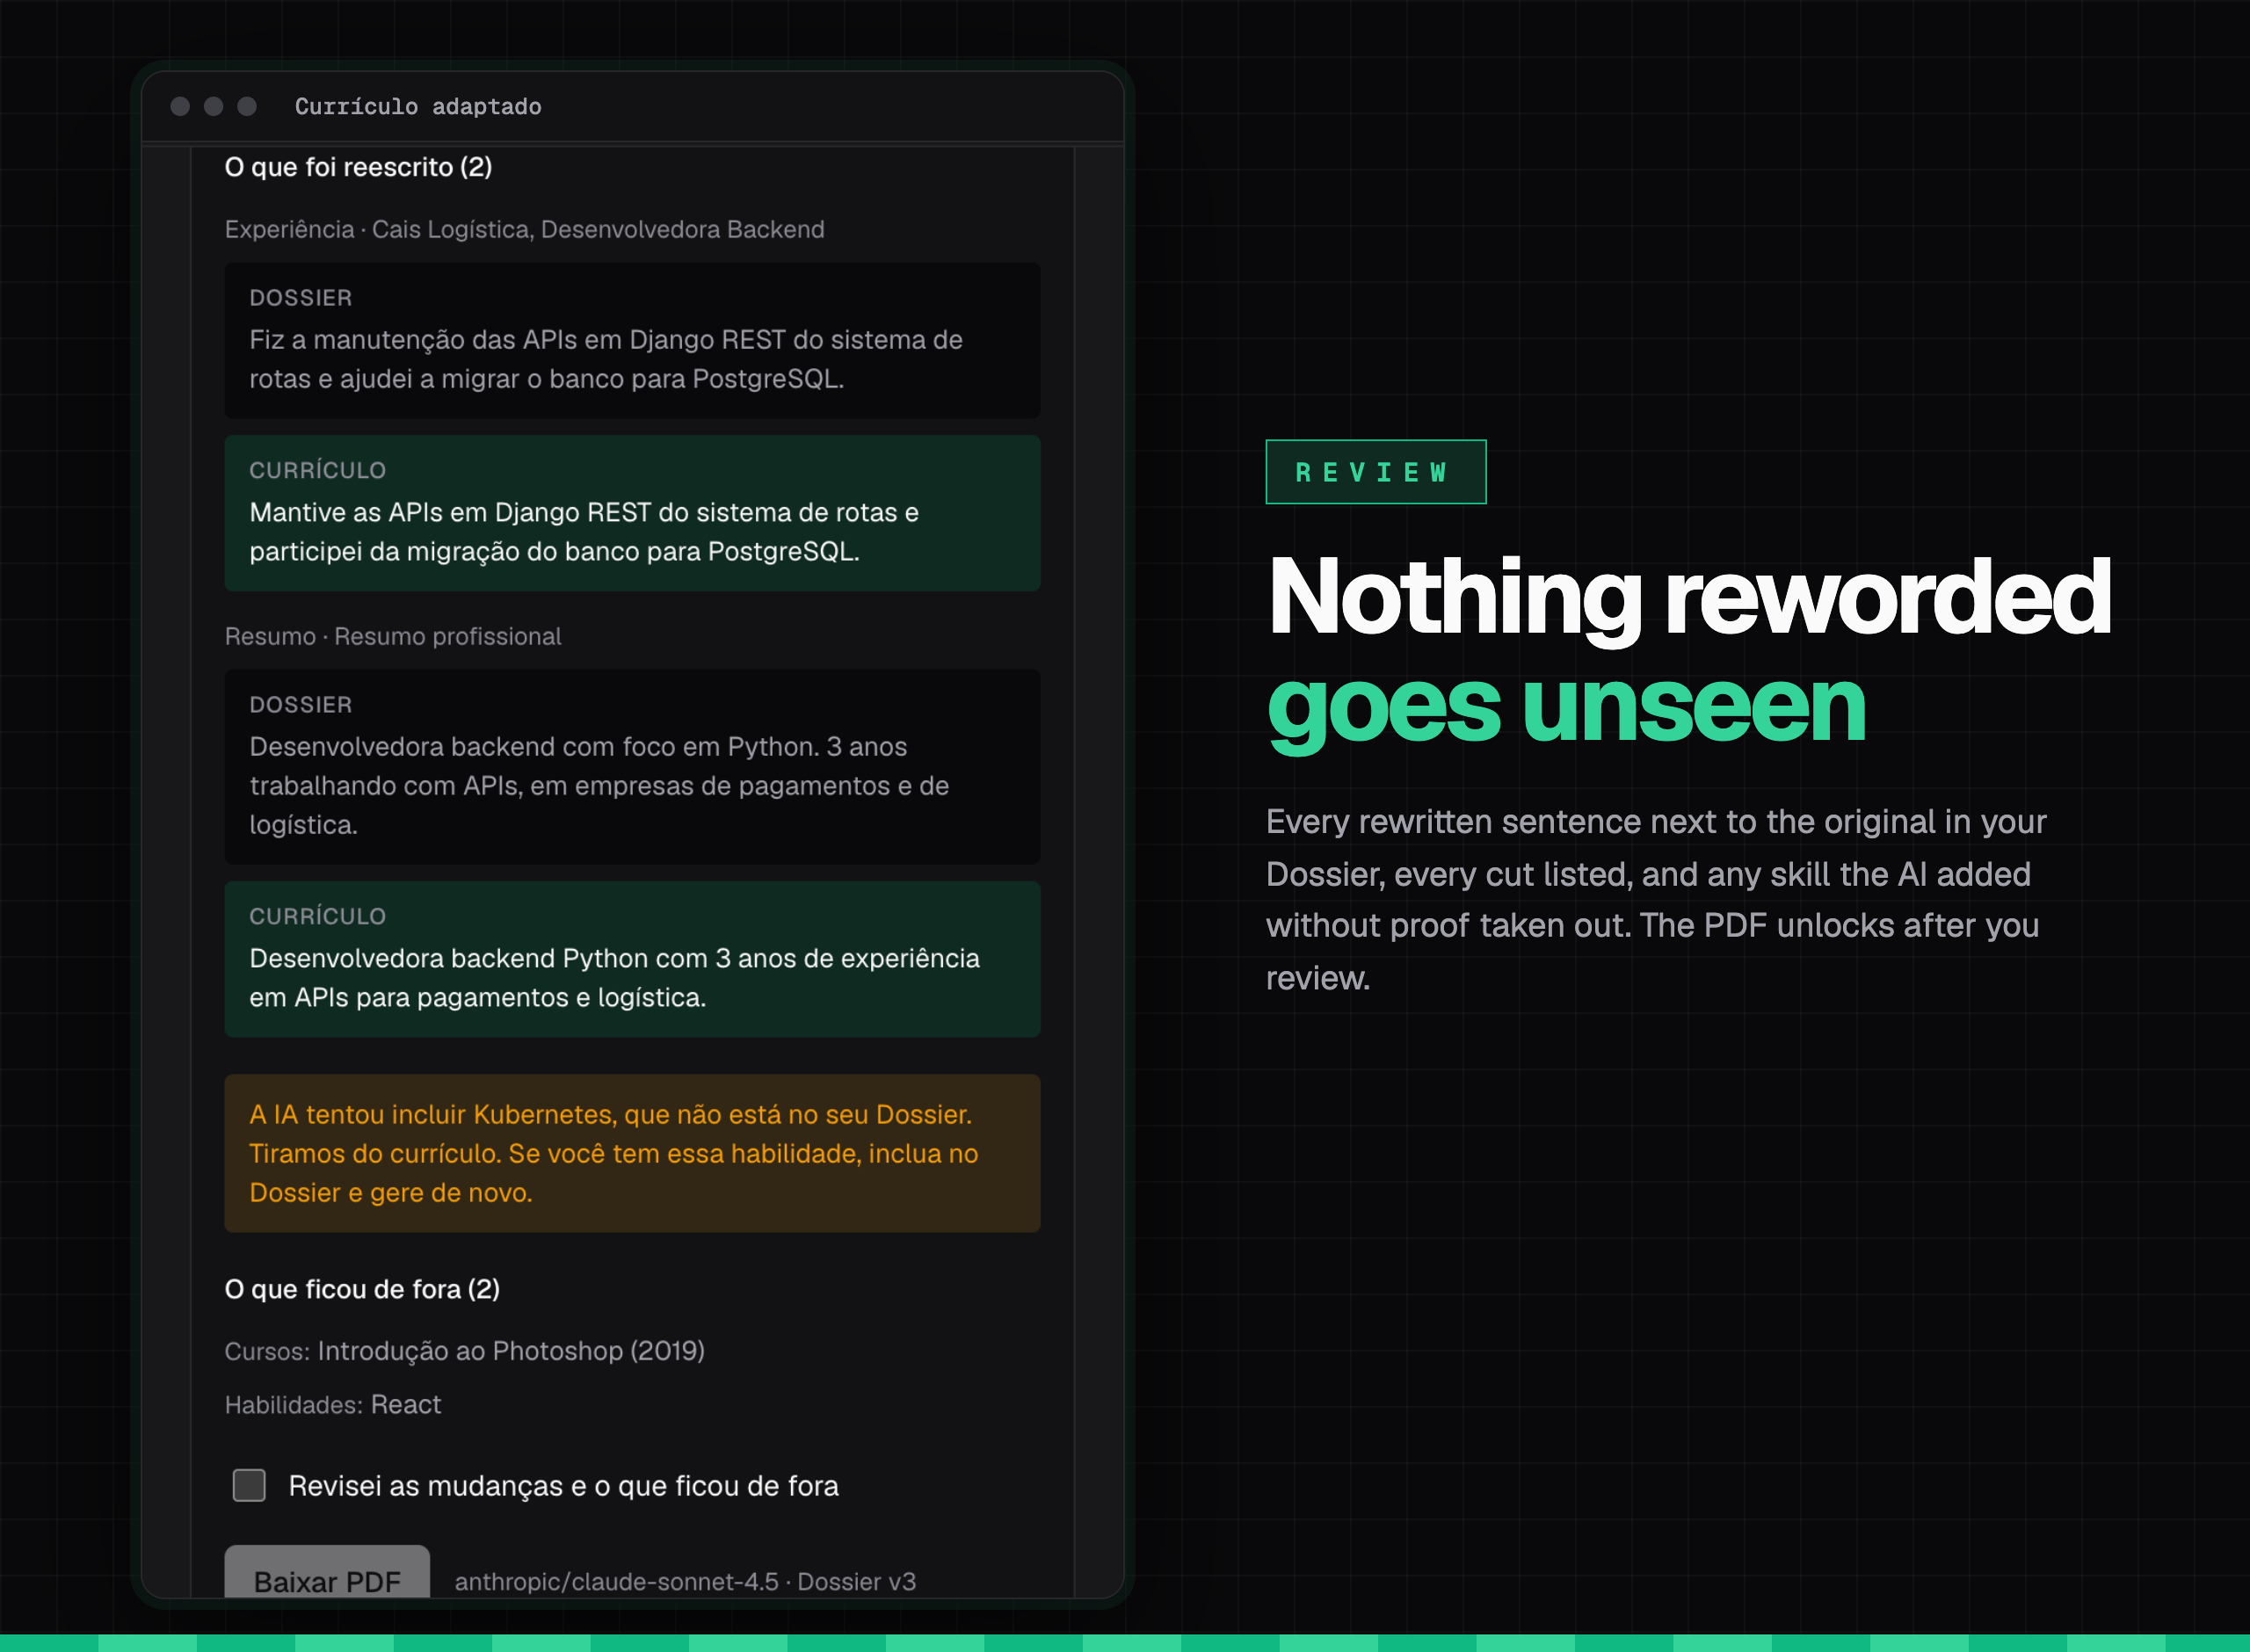 Currículo adaptado
O que foi reescrito (2)
Experiência · Cais Logística, Desenvolvedora Backend
DOSSIER
Fiz a manutenção das APIs em Django REST do sistema de
rotas e ajudei a migrar o banco para PostgreSQL.
CURRÍCULO
Mantive as APIs em Django REST do sistema de rotas e
participei da migração do banco para PostgreSQL.
Resumo · Resumo profissional
DOSSIER
Desenvolvedora backend com foco em Python. 3 anos
trabalhando com APIs, em empresas de pagamentos e de
logística.
CURRÍCULO
Desenvolvedora backend Python com 3 anos de experiência
em APIs para pagamentos e logística.
A IA tentou incluir Kubernetes, que não está no seu Dossier.
Tiramos do currículo. Se você tem essa habilidade, inclua no
Dossier e gere de novo.
O que ficou de fora (2)
Cursos: Introdução ao Photoshop (2019)
Habilidades: React
Revisei as mudanças e o que ficou de fora
Baixar PDF
anthropic/claude-sonnet-4.5 · Dossier v3
REVIEW
Nothing reworded
goes unseen
Every rewritten sentence next to the original in your
Dossier, every cut listed, and any skill the AI added
without proof taken out. The PDF unlocks after you
review.